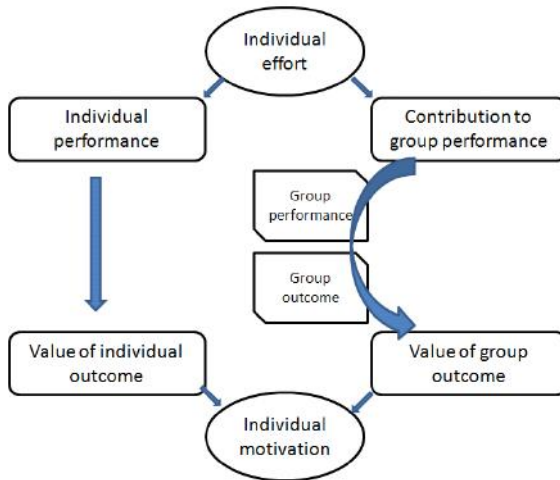 Individual
effort
Individual
performance
Contribution to
group performance
Group
performance
Group
outcome
Value of individual
outcome
Value of group
outcome
Individual
motivation